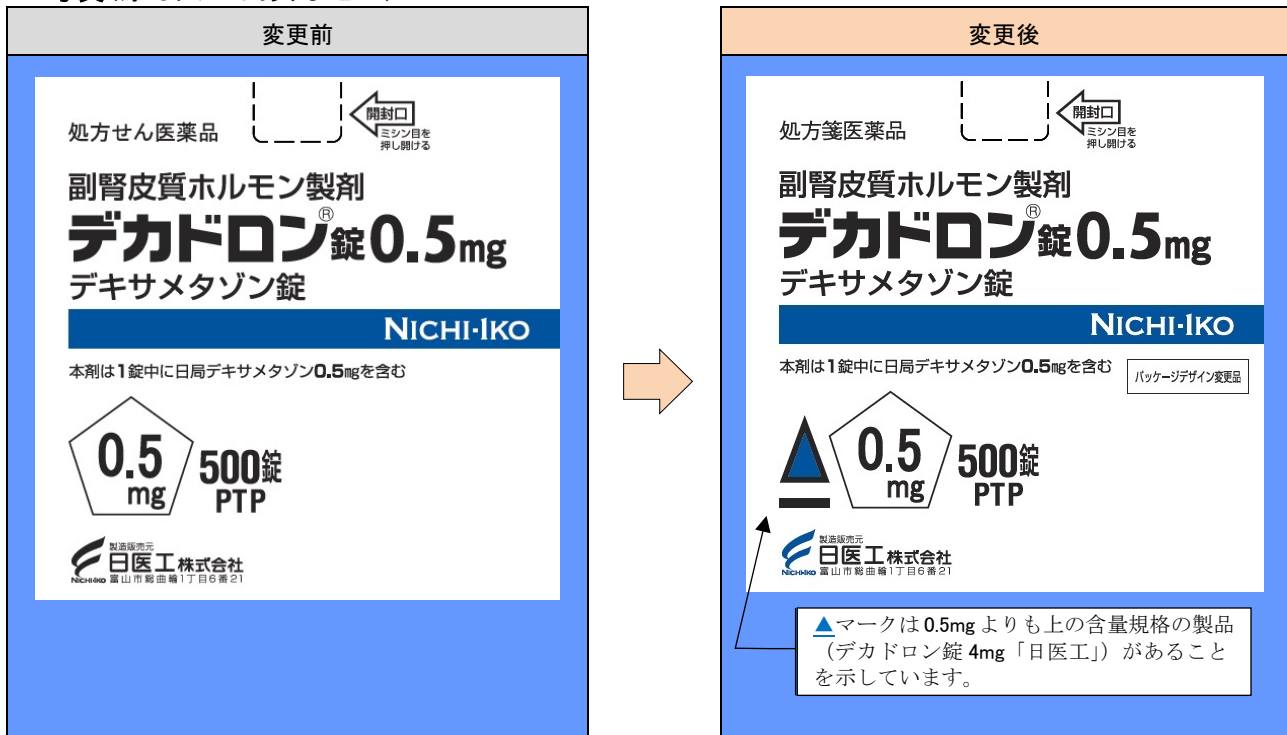 変更前
処方せん医薬品
開封口
ミシン目を
押し開ける
副腎皮質ホルモン製剤
デカドロン®錠0.5mg
デキサメタゾン錠
NICHI-IKO
本剤は1錠中に日局デキサメタゾン0.5mgを含む
0.5
mg
500錠
PTP
製造販売元
日医工株式会社
NICHI-IKO 富山市総曲輪1丁目6番21
変更後
処方箋医薬品
開封口
ミシン目を
押し開ける
副腎皮質ホルモン製剤
デカドロン®錠0.5mg
デキサメタゾン錠
NICHI-IKO
本剤は1錠中に日局デキサメタゾン0.5mgを含む
パッケージデザイン変更品
0.5
mg
500錠
PTP
製造販売元
日医工株式会社
NICHI-IKO 富山市総曲輪1丁目6番21
▲マークは 0.5mg よりも上の含量規格の製品
（デカドロン錠 4mg「日医工」）があること
を示しています。